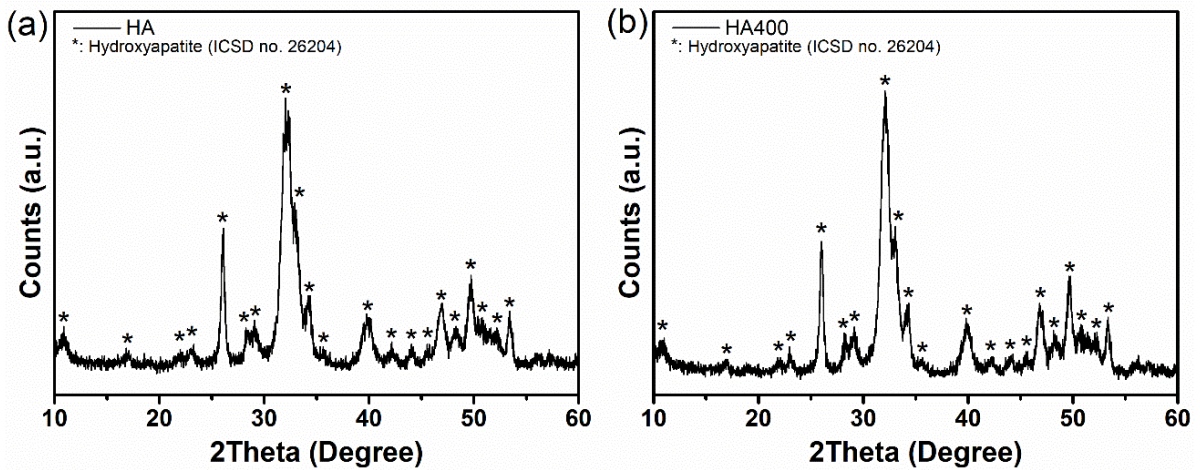 (a)
HA
*: Hydroxyapatite (ICSD no. 26204)
Counts (a.u.)
* * * * * * * * * * * * * * * * * * * *
10 20 30 40 50 60
2Theta (Degree)
(b)
HA400
*: Hydroxyapatite (ICSD no. 26204)
Counts (a.u.)
* * * * * * * * * * * * * * * * * * * *
10 20 30 40 50 60
2Theta (Degree)